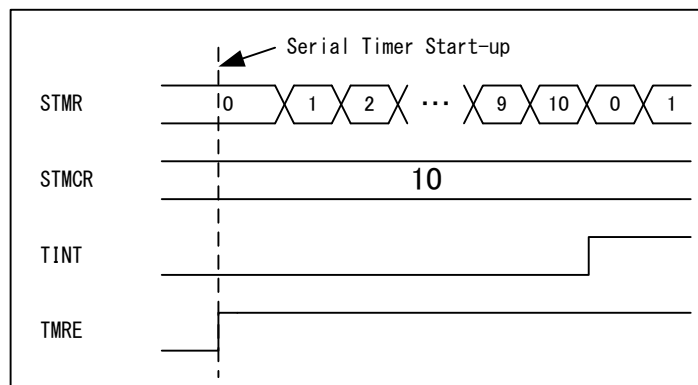 Serial Timer Start-up
STMR 0 1 2 ··· 9 10 0 1
STMCR 10
TINT
TMRE